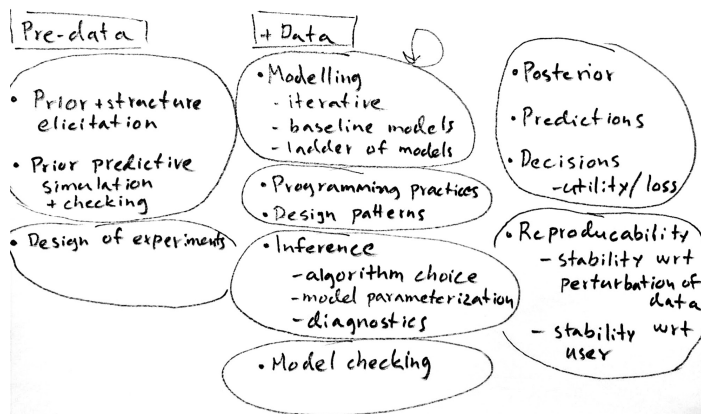 Pre-data
• Prior + structure
elicitation
• Prior predictive
simulation
+ checking
• Design of experiments
+ Data
• Modelling
- iterative
- baseline models
- ladder of models
• Programming practices
• Design patterns
• Inference
- algorithm choice
- model parameterization
- diagnostics
• Model checking
• Posterior
• Predictions
• Decisions
- utility/loss
• Reproducability
- stability wrt
perturbation of
data
- stability wrt
user